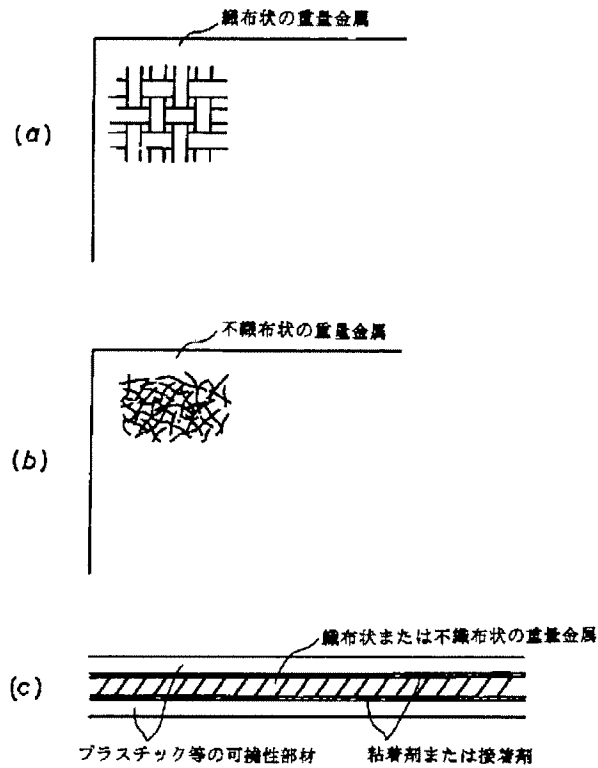 織布状の重量金属
(a)
不織布状の重量金属
(b)
織布状または不織布状の重量金属
(c)
プラスチック等の可撓性部材
粘着剤または接着剤